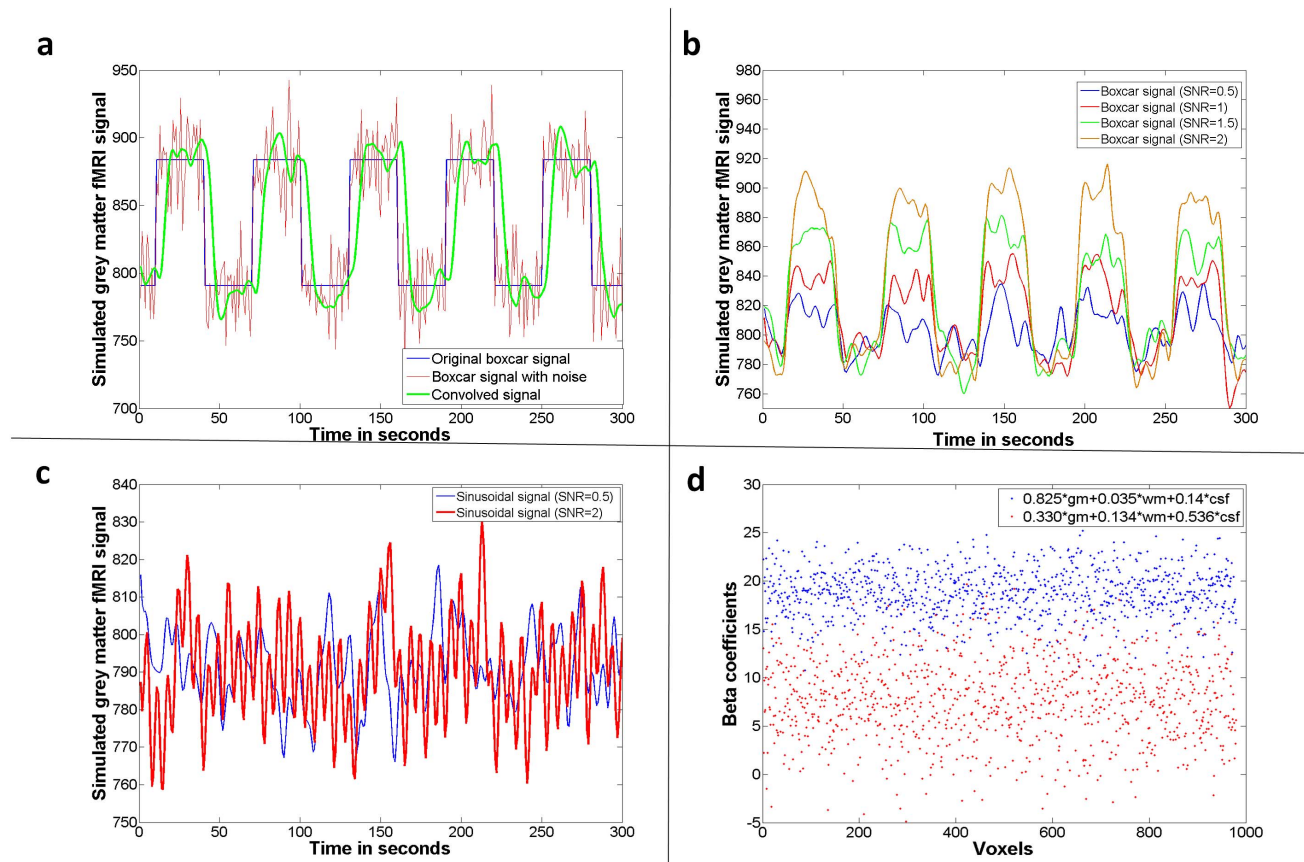 a
950
900
850
800
750
700
Simulated grey matter fMRI signal
Original boxcar signal
Boxcar signal with noise
Convolved signal
0 50 100 150 200 250 300
Time in seconds
b
980
960
940
920
900
880
860
840
820
800
780
760
Simulated grey matter fMRI signal
Boxcar signal (SNR=0.5)
Boxcar signal (SNR=1)
Boxcar signal (SNR=1.5)
Boxcar signal (SNR=2)
0 50 100 150 200 250 300
Time in seconds
c
840
830
820
810
800
790
780
770
760
750
Simulated grey matter fMRI signal
Sinusoidal signal (SNR=0.5)
Sinusoidal signal (SNR=2)
0 50 100 150 200 250 300
Time in seconds
d
30
25
20
15
10
5
0
-5
Beta coefficients
0.825*gm+0.035*wm+0.14*csf
0.330*gm+0.134*wm+0.536*csf
0 200 400 600 800 1000
Voxels